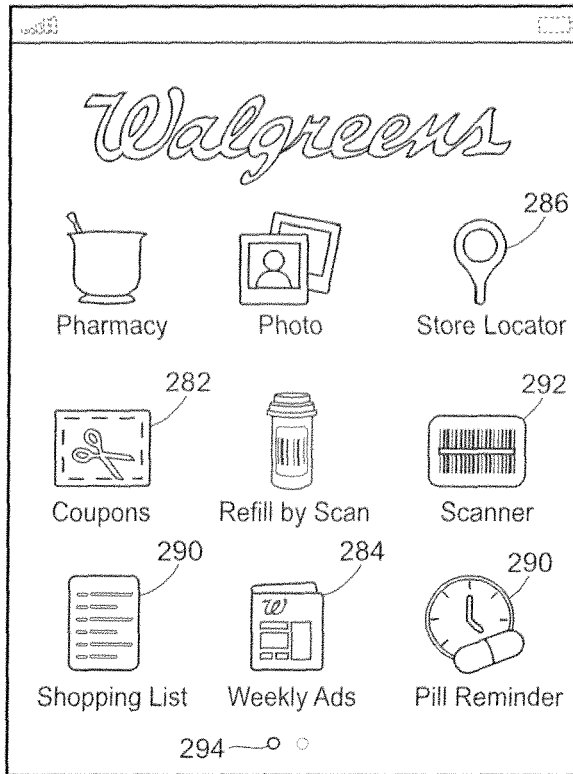 Walgreens
286
Pharmacy Photo Store Locator
282 292
Coupons Refill by Scan Scanner
290 284 290
W
Shopping List Weekly Ads Pill Reminder
294